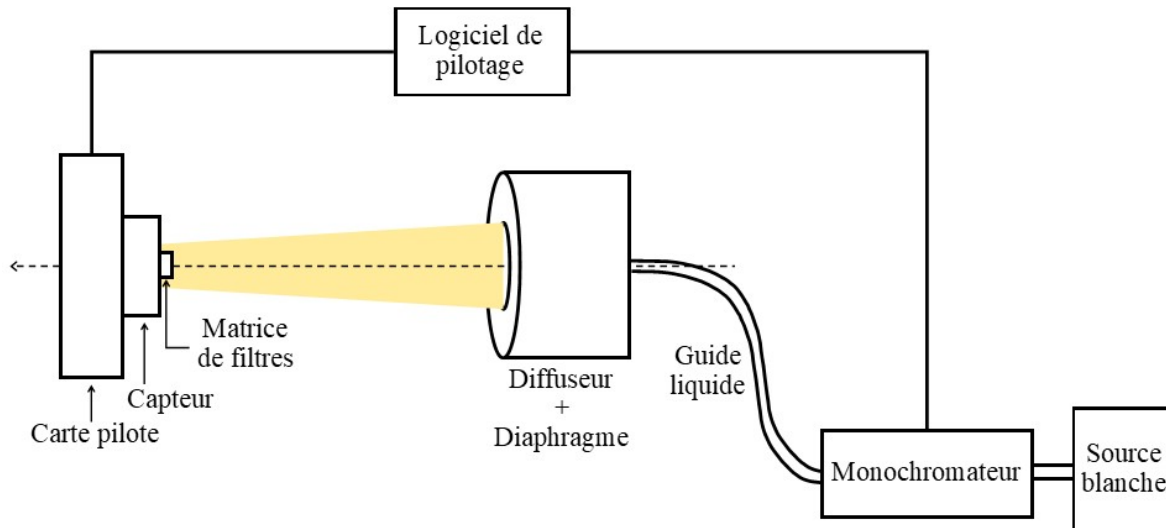 Logiciel de
pilotage
Matrice
de filtres
Capteur
Carte pilote
Diffuseur
+
Diaphragme
Guide
liquide
Monochromateur
Source
blanche